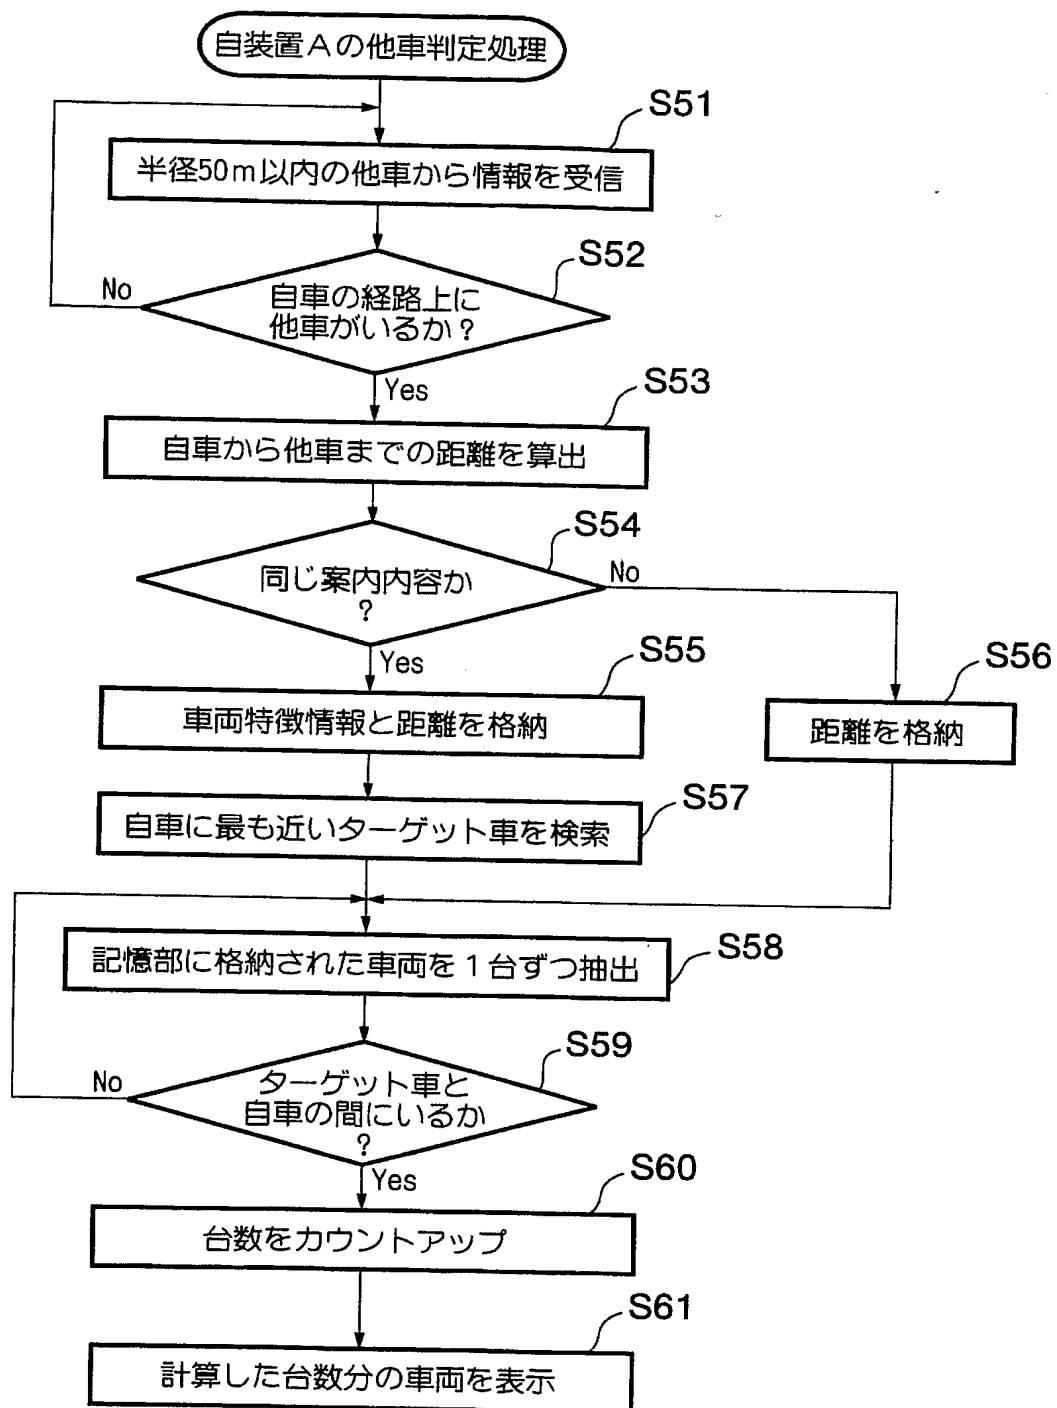 自装置Aの他車判定処理
S51
半径50m以内の他車から情報を受信
S52
No
自車の経路上に
他車がいるか?
Yes
S53
自車から他車までの距離を算出
S54
同じ案内内容か
?
No
Yes
S55
車両特徴情報と距離を格納
S56
距離を格納
S57
自車に最も近いターゲット車を検索
S58
記憶部に格納された車両を1台ずつ抽出
S59
No
ターゲット車と
自車の間にいるか
?
Yes
S60
台数をカウントアップ
S61
計算した台数分の車両を表示